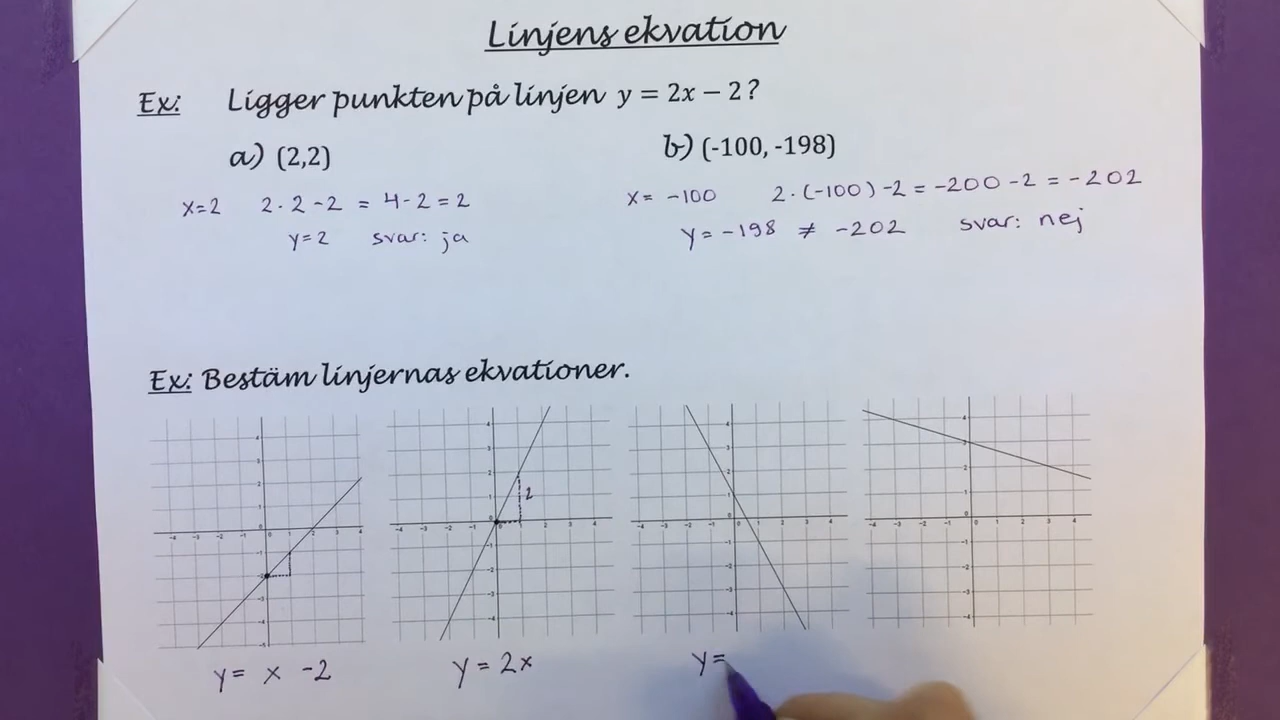 Linjens ekvation
Ex: Ligger punkten på linjen y = 2x − 2?
a) (2,2)
b) (-100, -198)
x=2 2·2-2 = 4-2=2
y=2 svar: ja
x= -100 2·(-100)-2 = -200-2 = -202
y= -198 ≠ -202 svar: nej
Ex: Bestäm linjernas ekvationer.
2
y= x -2
y = 2x
y=